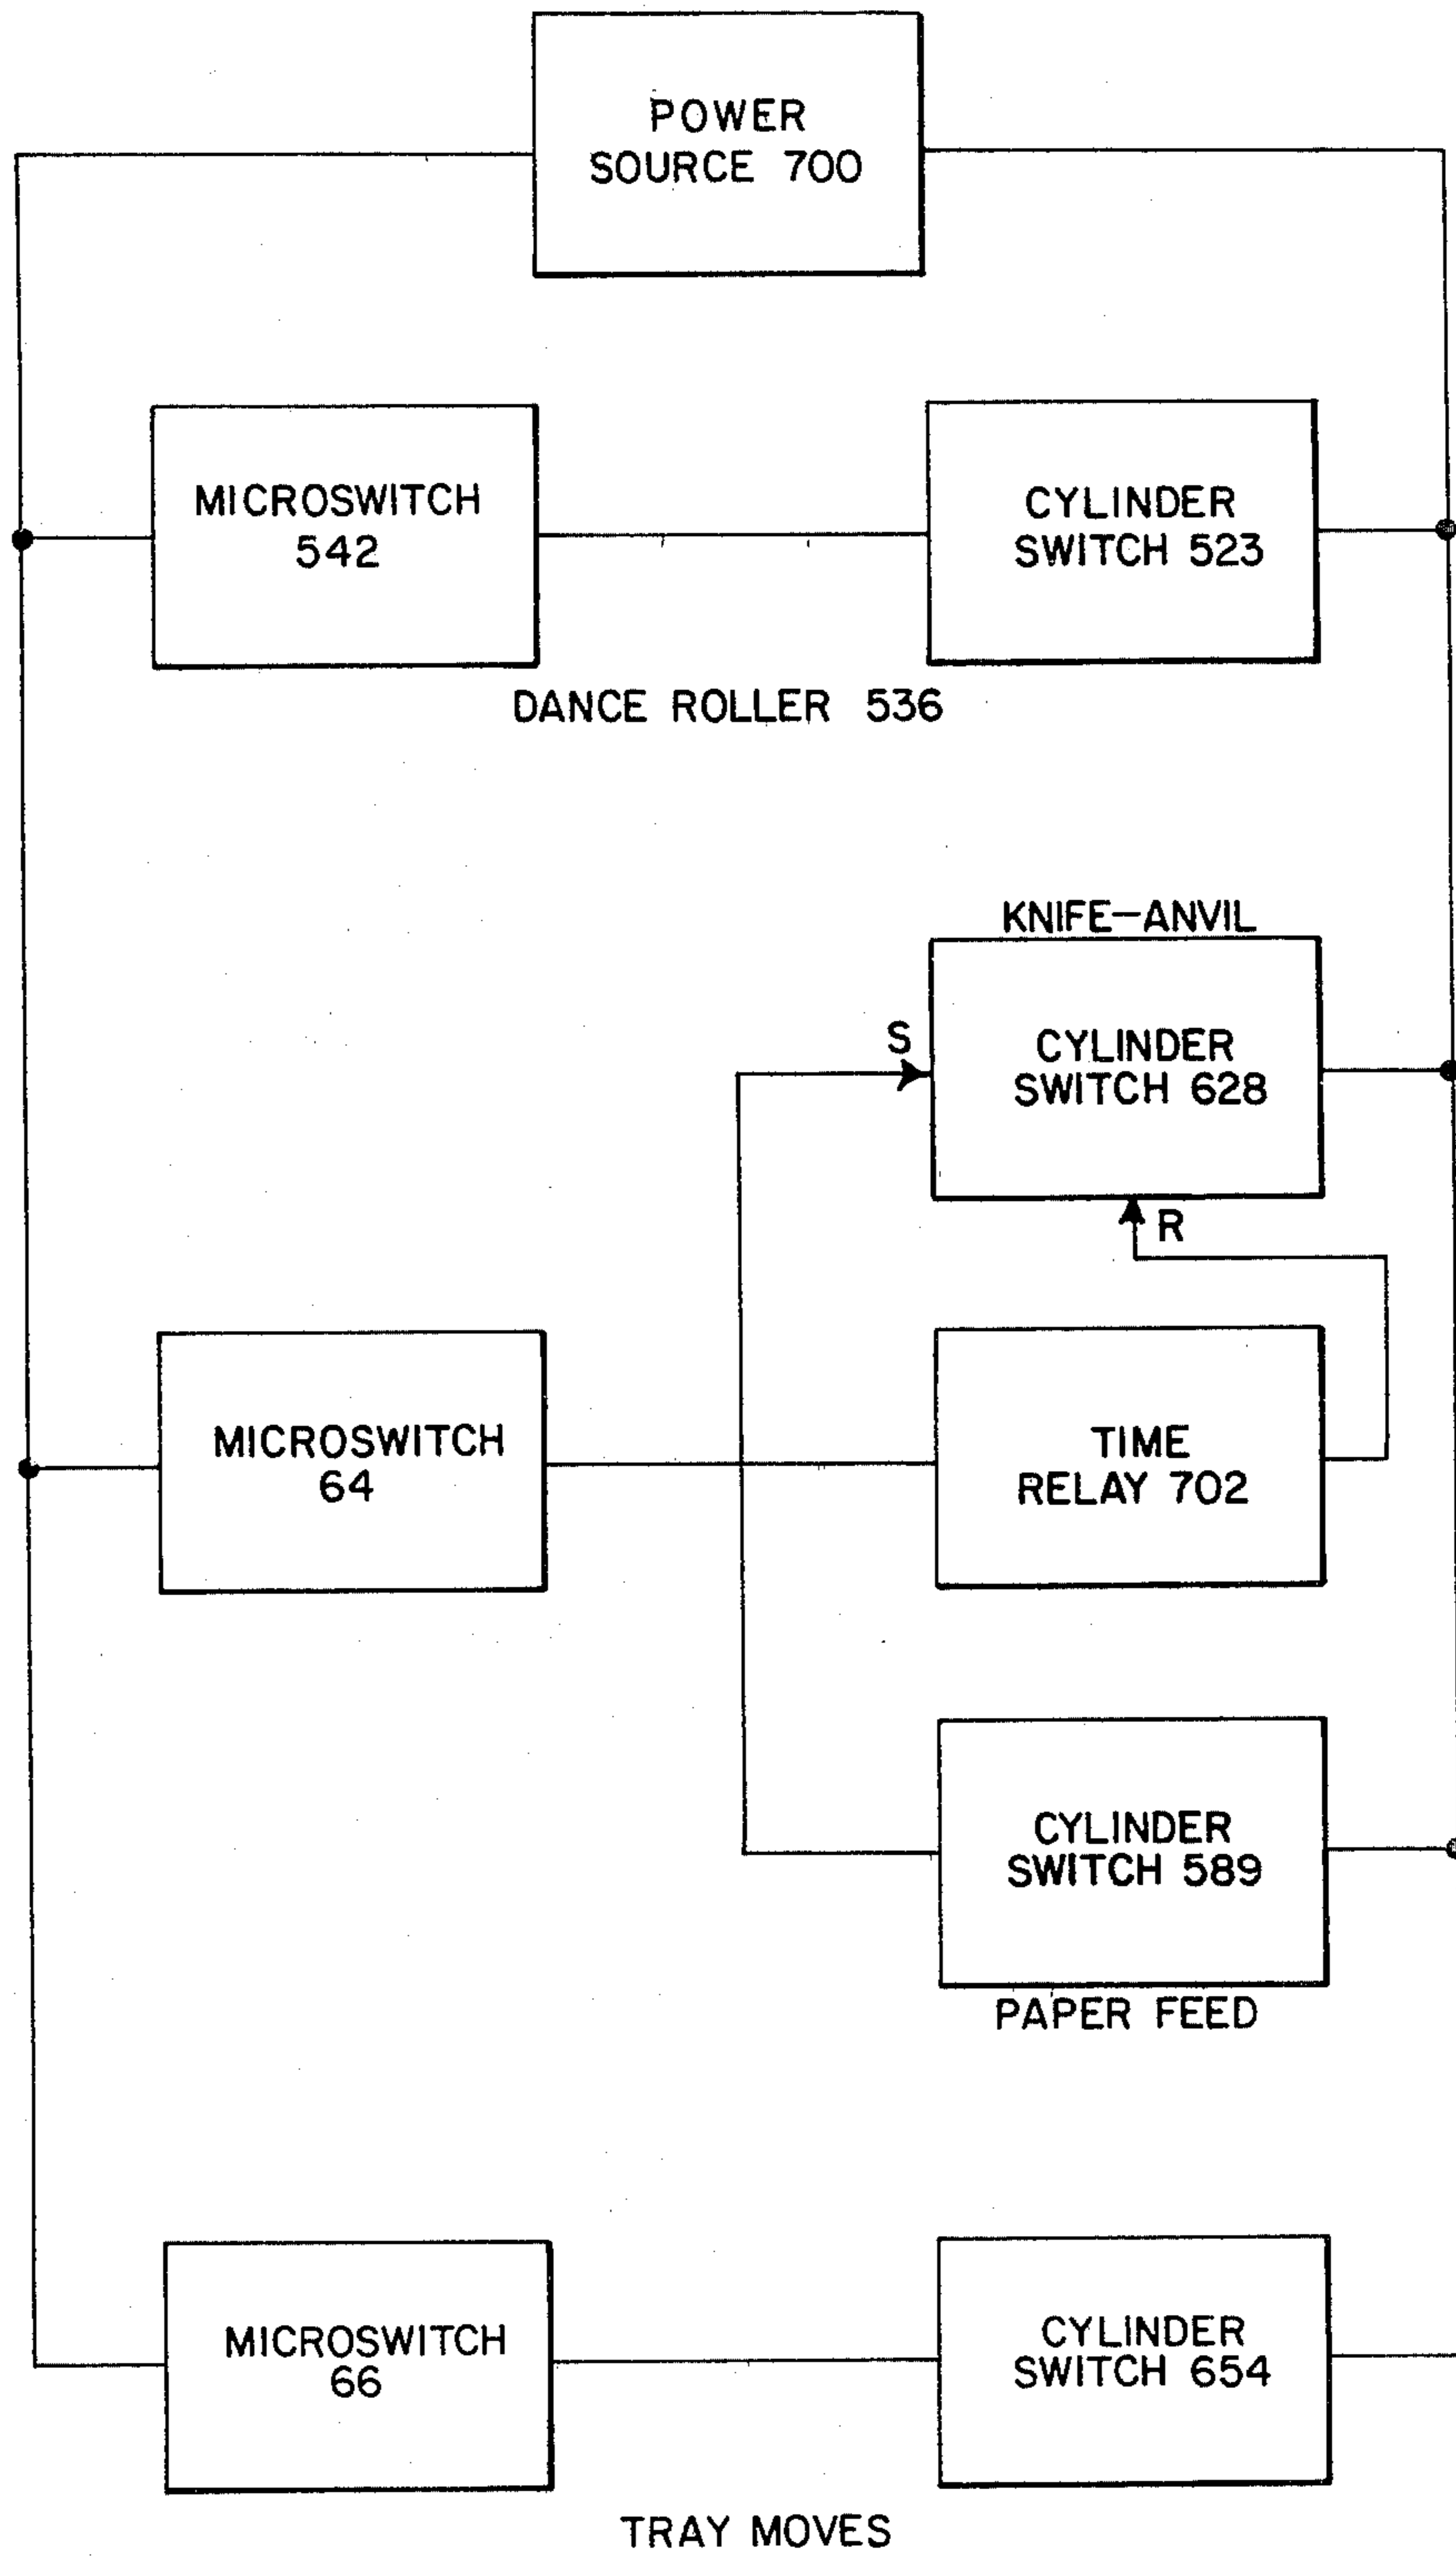 POWER
SOURCE 700
MICROSWITCH
542
CYLINDER
SWITCH 523
DANCE ROLLER 536
KNIFE—ANVIL
S
CYLINDER
SWITCH 628
R
MICROSWITCH
64
TIME
RELAY 702
CYLINDER
SWITCH 589
PAPER FEED
MICROSWITCH
66
CYLINDER
SWITCH 654
TRAY MOVES